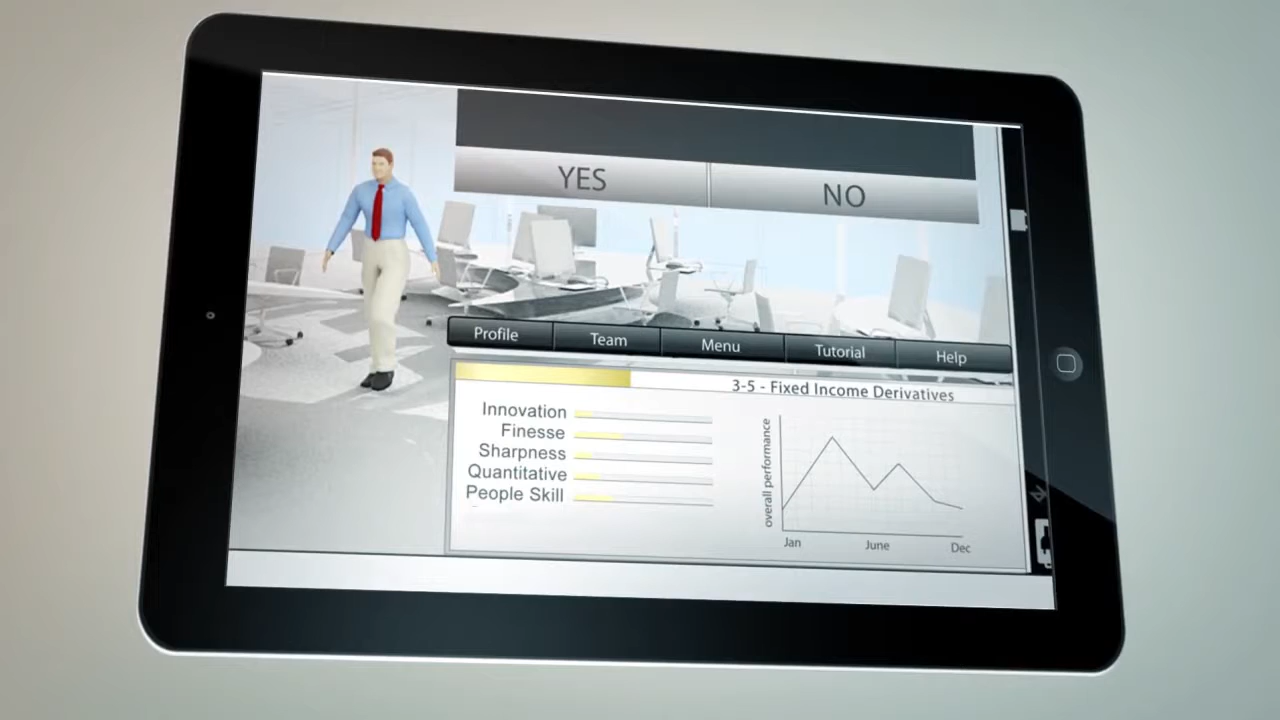 YES NO
Profile Team Menu Tutorial Help
3-5 - Fixed Income Derivatives
Innovation
Finesse
Sharpness
Quantitative
People Skill
overall performance
Jan June Dec